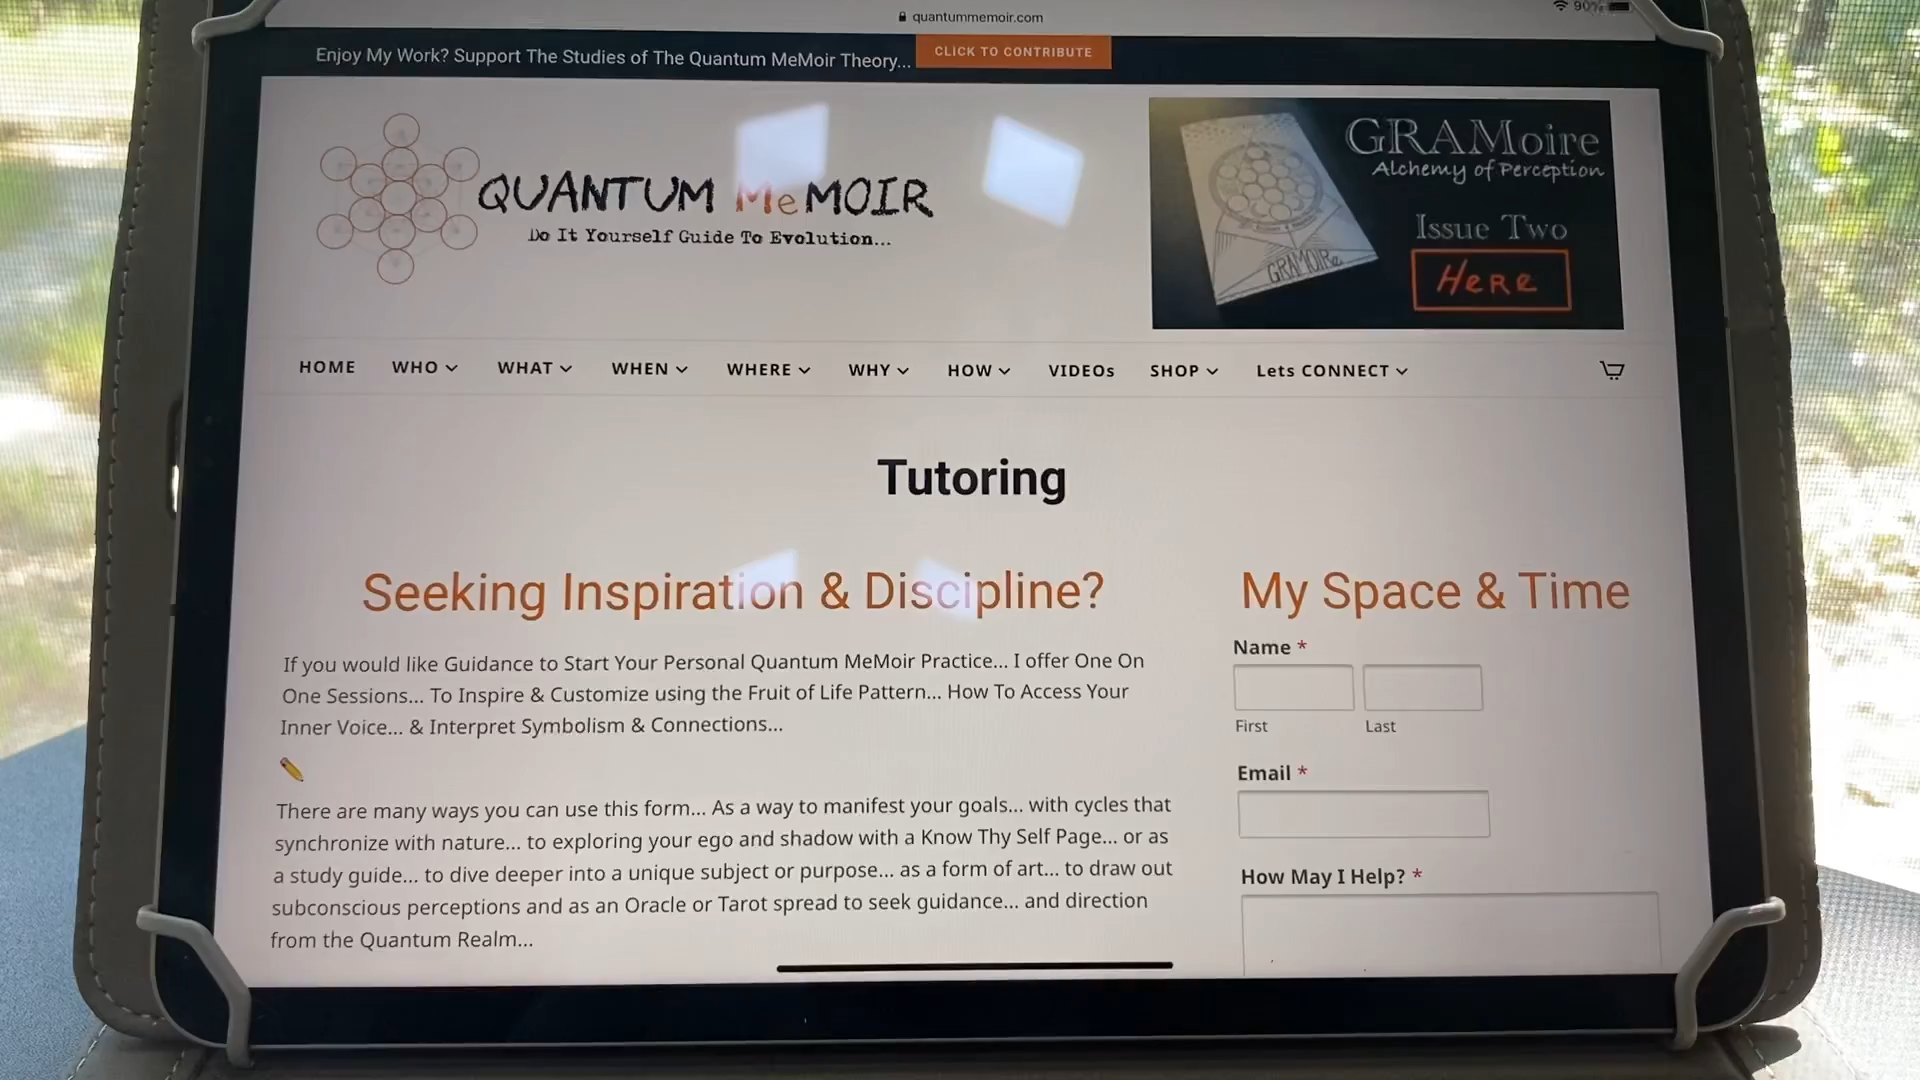 quantummemoir.com
90%
Enjoy My Work? Support The Studies of The Quantum MeMoir Theory...
CLICK TO CONTRIBUTE
QUANTUM MeMOIR
Do It Yourself Guide To Evolution...
GRAMoire
Alchemy of Perception
Issue Two
HeRe
GRAMOIRe
HOME WHO WHAT WHEN WHERE WHY HOW VIDEOs SHOP Lets CONNECT
Tutoring
Seeking Inspiration & Discipline?
If you would like Guidance to Start Your Personal Quantum MeMoir Practice... I offer One On
One Sessions... To Inspire & Customize using the Fruit of Life Pattern... How To Access Your
Inner Voice... & Interpret Symbolism & Connections...
There are many ways you can use this form... As a way to manifest your goals... with cycles that
synchronize with nature... to exploring your ego and shadow with a Know Thy Self Page... or as
a study guide... to dive deeper into a unique subject or purpose... as a form of art... to draw out
subconscious perceptions and as an Oracle or Tarot spread to seek guidance... and direction
from the Quantum Realm...
My Space & Time
Name *
First Last
Email *
How May I Help? *